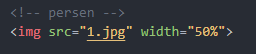 <!-- persen -->
<img src="1.jpg" width="50%">